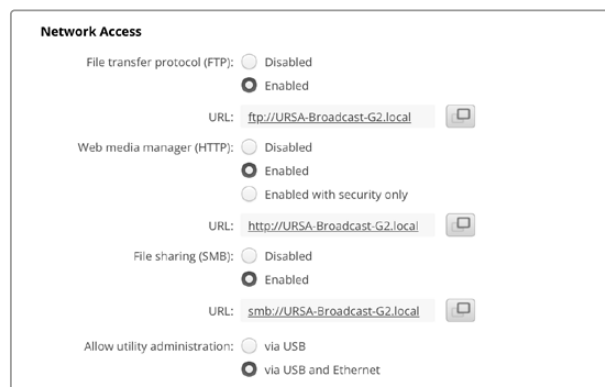 Network Access
File transfer protocol (FTP): Disabled
Enabled
URL: ftp://URSA-Broadcast-G2.local
Web media manager (HTTP): Disabled
Enabled
Enabled with security only
URL: http://URSA-Broadcast-G2.local
File sharing (SMB): Disabled
Enabled
URL: smb://URSA-Broadcast-G2.local
Allow utility administration: via USB
via USB and Ethernet